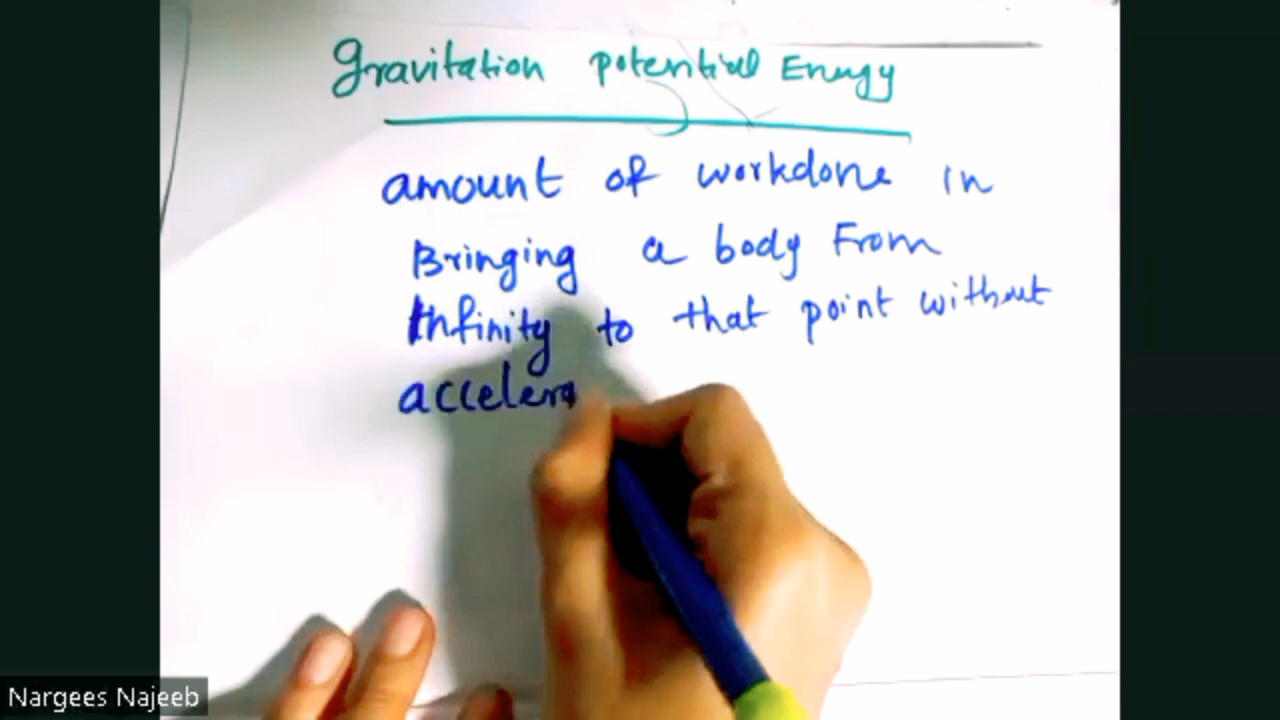 Gravitation potential Energy
amount of workdone in
Bringing a body From
Infinity to that point without
accelera
Nargees Najeeb